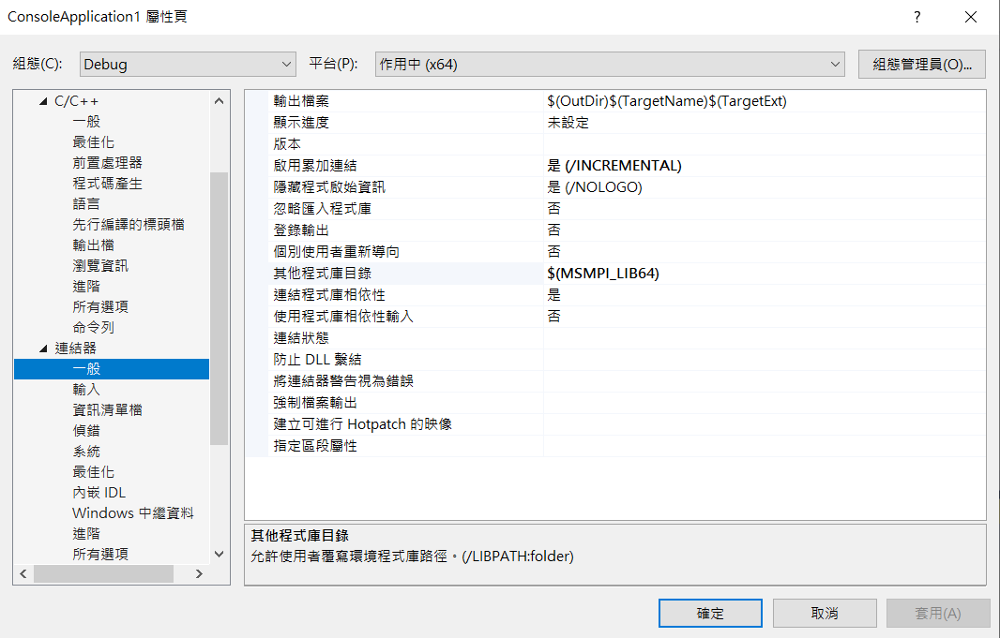 ConsoleApplication1 屬性頁
組態(C): Debug 平台(P): 作用中 (x64) 組態管理員(O)...
C/C++
一般
最佳化
前置處理器
程式碼產生
語言
先行編譯的標頭檔
輸出檔
瀏覽資訊
進階
所有選項
命令列
連結器
一般
輸入
資訊清單檔
偵錯
系統
最佳化
內嵌 IDL
Windows 中繼資料
進階
所有選項
輸出檔案 $(OutDir)$(TargetName)$(TargetExt)
顯示進度 未設定
版本
啟用累加連結 是 (/INCREMENTAL)
隱藏程式啟始資訊 是 (/NOLOGO)
忽略匯入程式庫 否
登錄輸出 否
個別使用者重新導向 否
其他程式庫目錄 $(MSMPI_LIB64)
連結程式庫相依性 是
使用程式庫相依性輸入 否
連結狀態
防止 DLL 繫結
將連結器警告視為錯誤
強制檔案輸出
建立可進行 Hotpatch 的映像
指定區段屬性
其他程式庫目錄
允許使用者覆寫環境程式庫路徑。(/LIBPATH:folder)
確定 取消 套用(A)